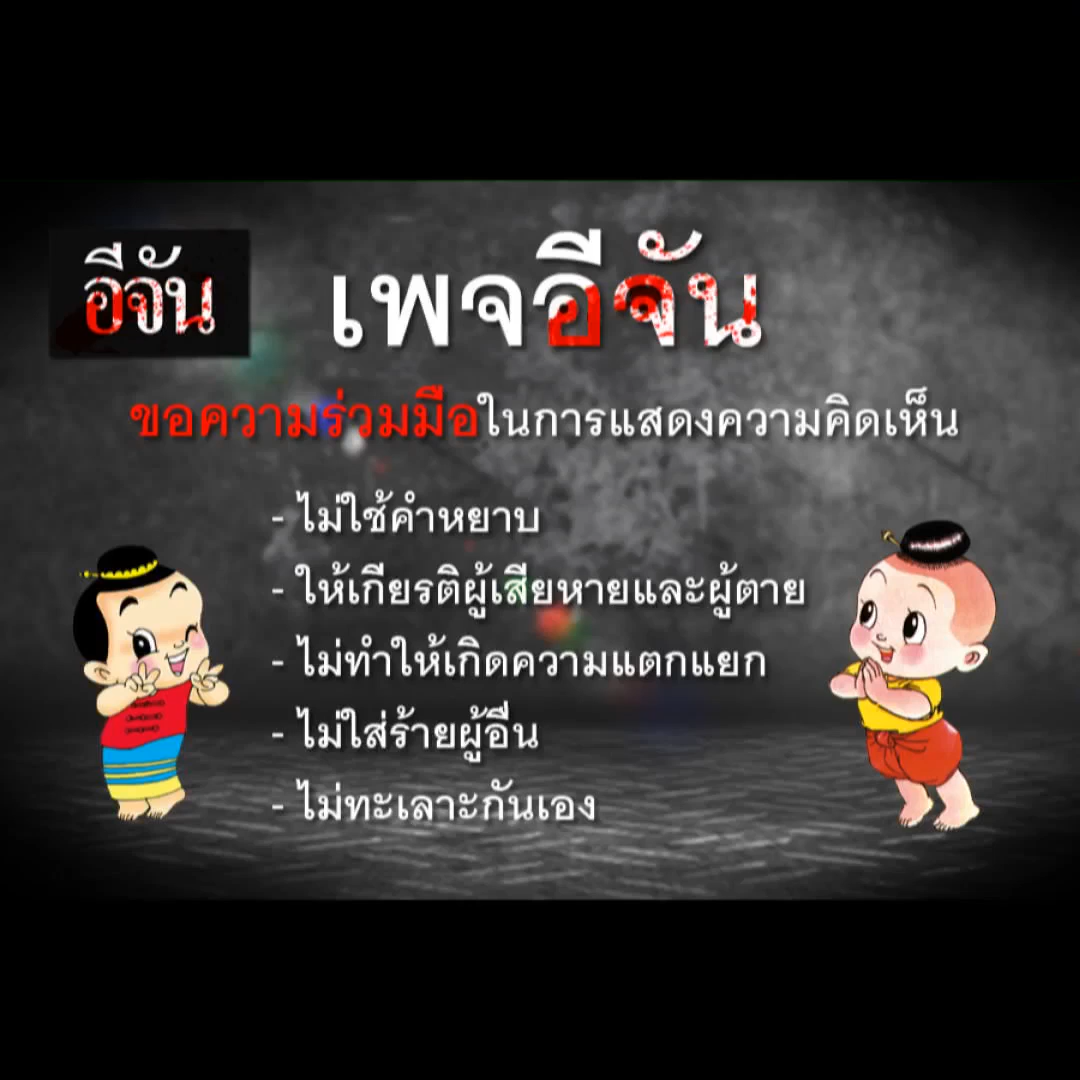 อีจัน
เพจอีจัน
ขอความร่วมมือในการแสดงความคิดเห็น
- ไม่ใช้คำหยาบ
- ให้เกียรติผู้เสียหายและผู้ตาย
- ไม่ทำให้เกิดความแตกแยก
- ไม่ใส่ร้ายผู้อื่น
- ไม่ทะเลาะกันเอง